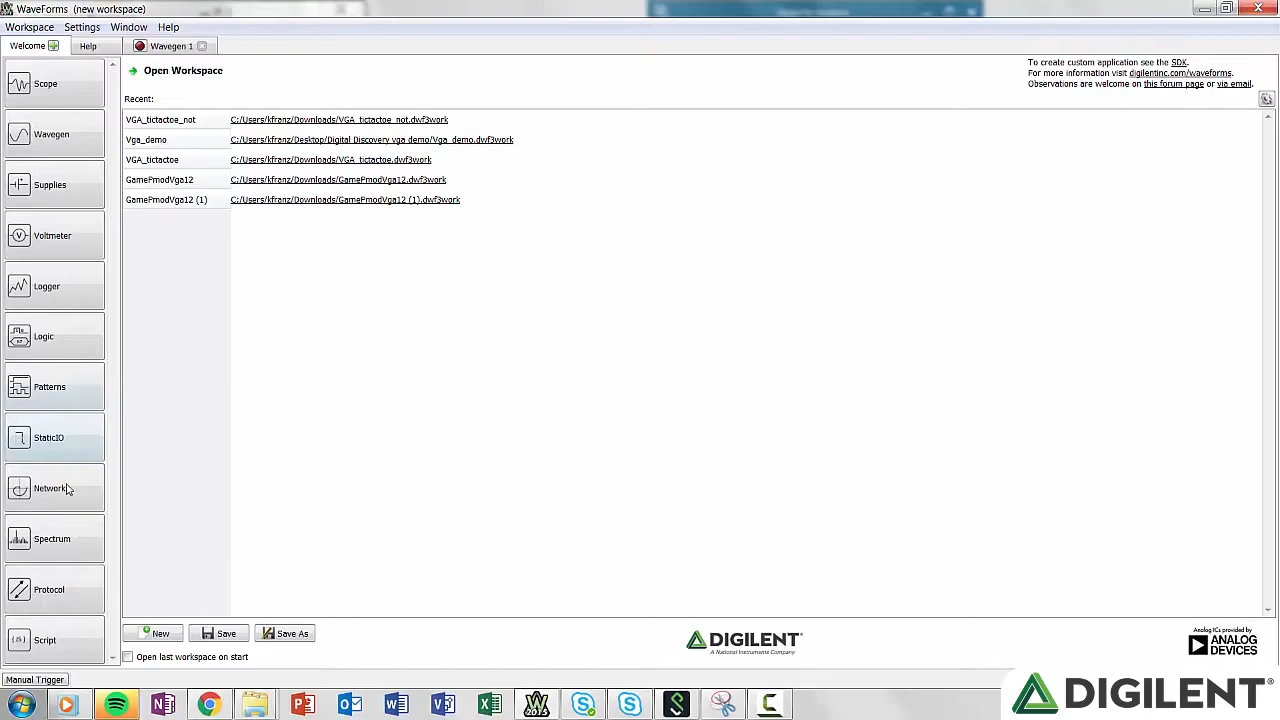 WaveForms (new workspace)
Workspace Settings Window Help
Welcome Help Wavegen 1
Scope
Wavegen
Supplies
Voltmeter
Logger
Logic
Patterns
StaticIO
Network
Spectrum
Protocol
Script
Open Workspace
To create custom application see the SDK.
For more information visit digilentinc.com/waveforms.
Observations are welcome on this forum page or via email.
Recent:
VGA_tictactoe_not C:/Users/kfranz/Downloads/VGA_tictactoe_not.dwf3work
Vga_demo C:/Users/kfranz/Desktop/Digital Discovery vga demo/Vga_demo.dwf3work
VGA_tictactoe C:/Users/kfranz/Downloads/VGA_tictactoe.dwf3work
GamePmodVga12 C:/Users/kfranz/Downloads/GamePmodVga12.dwf3work
GamePmodVga12 (1) C:/Users/kfranz/Downloads/GamePmodVga12 (1).dwf3work
New Save Save As
Open last workspace on start
DIGILENT
A National Instruments Company
Analog ICs provided by
ANALOG
DEVICES
Manual Trigger
DIGILENT®